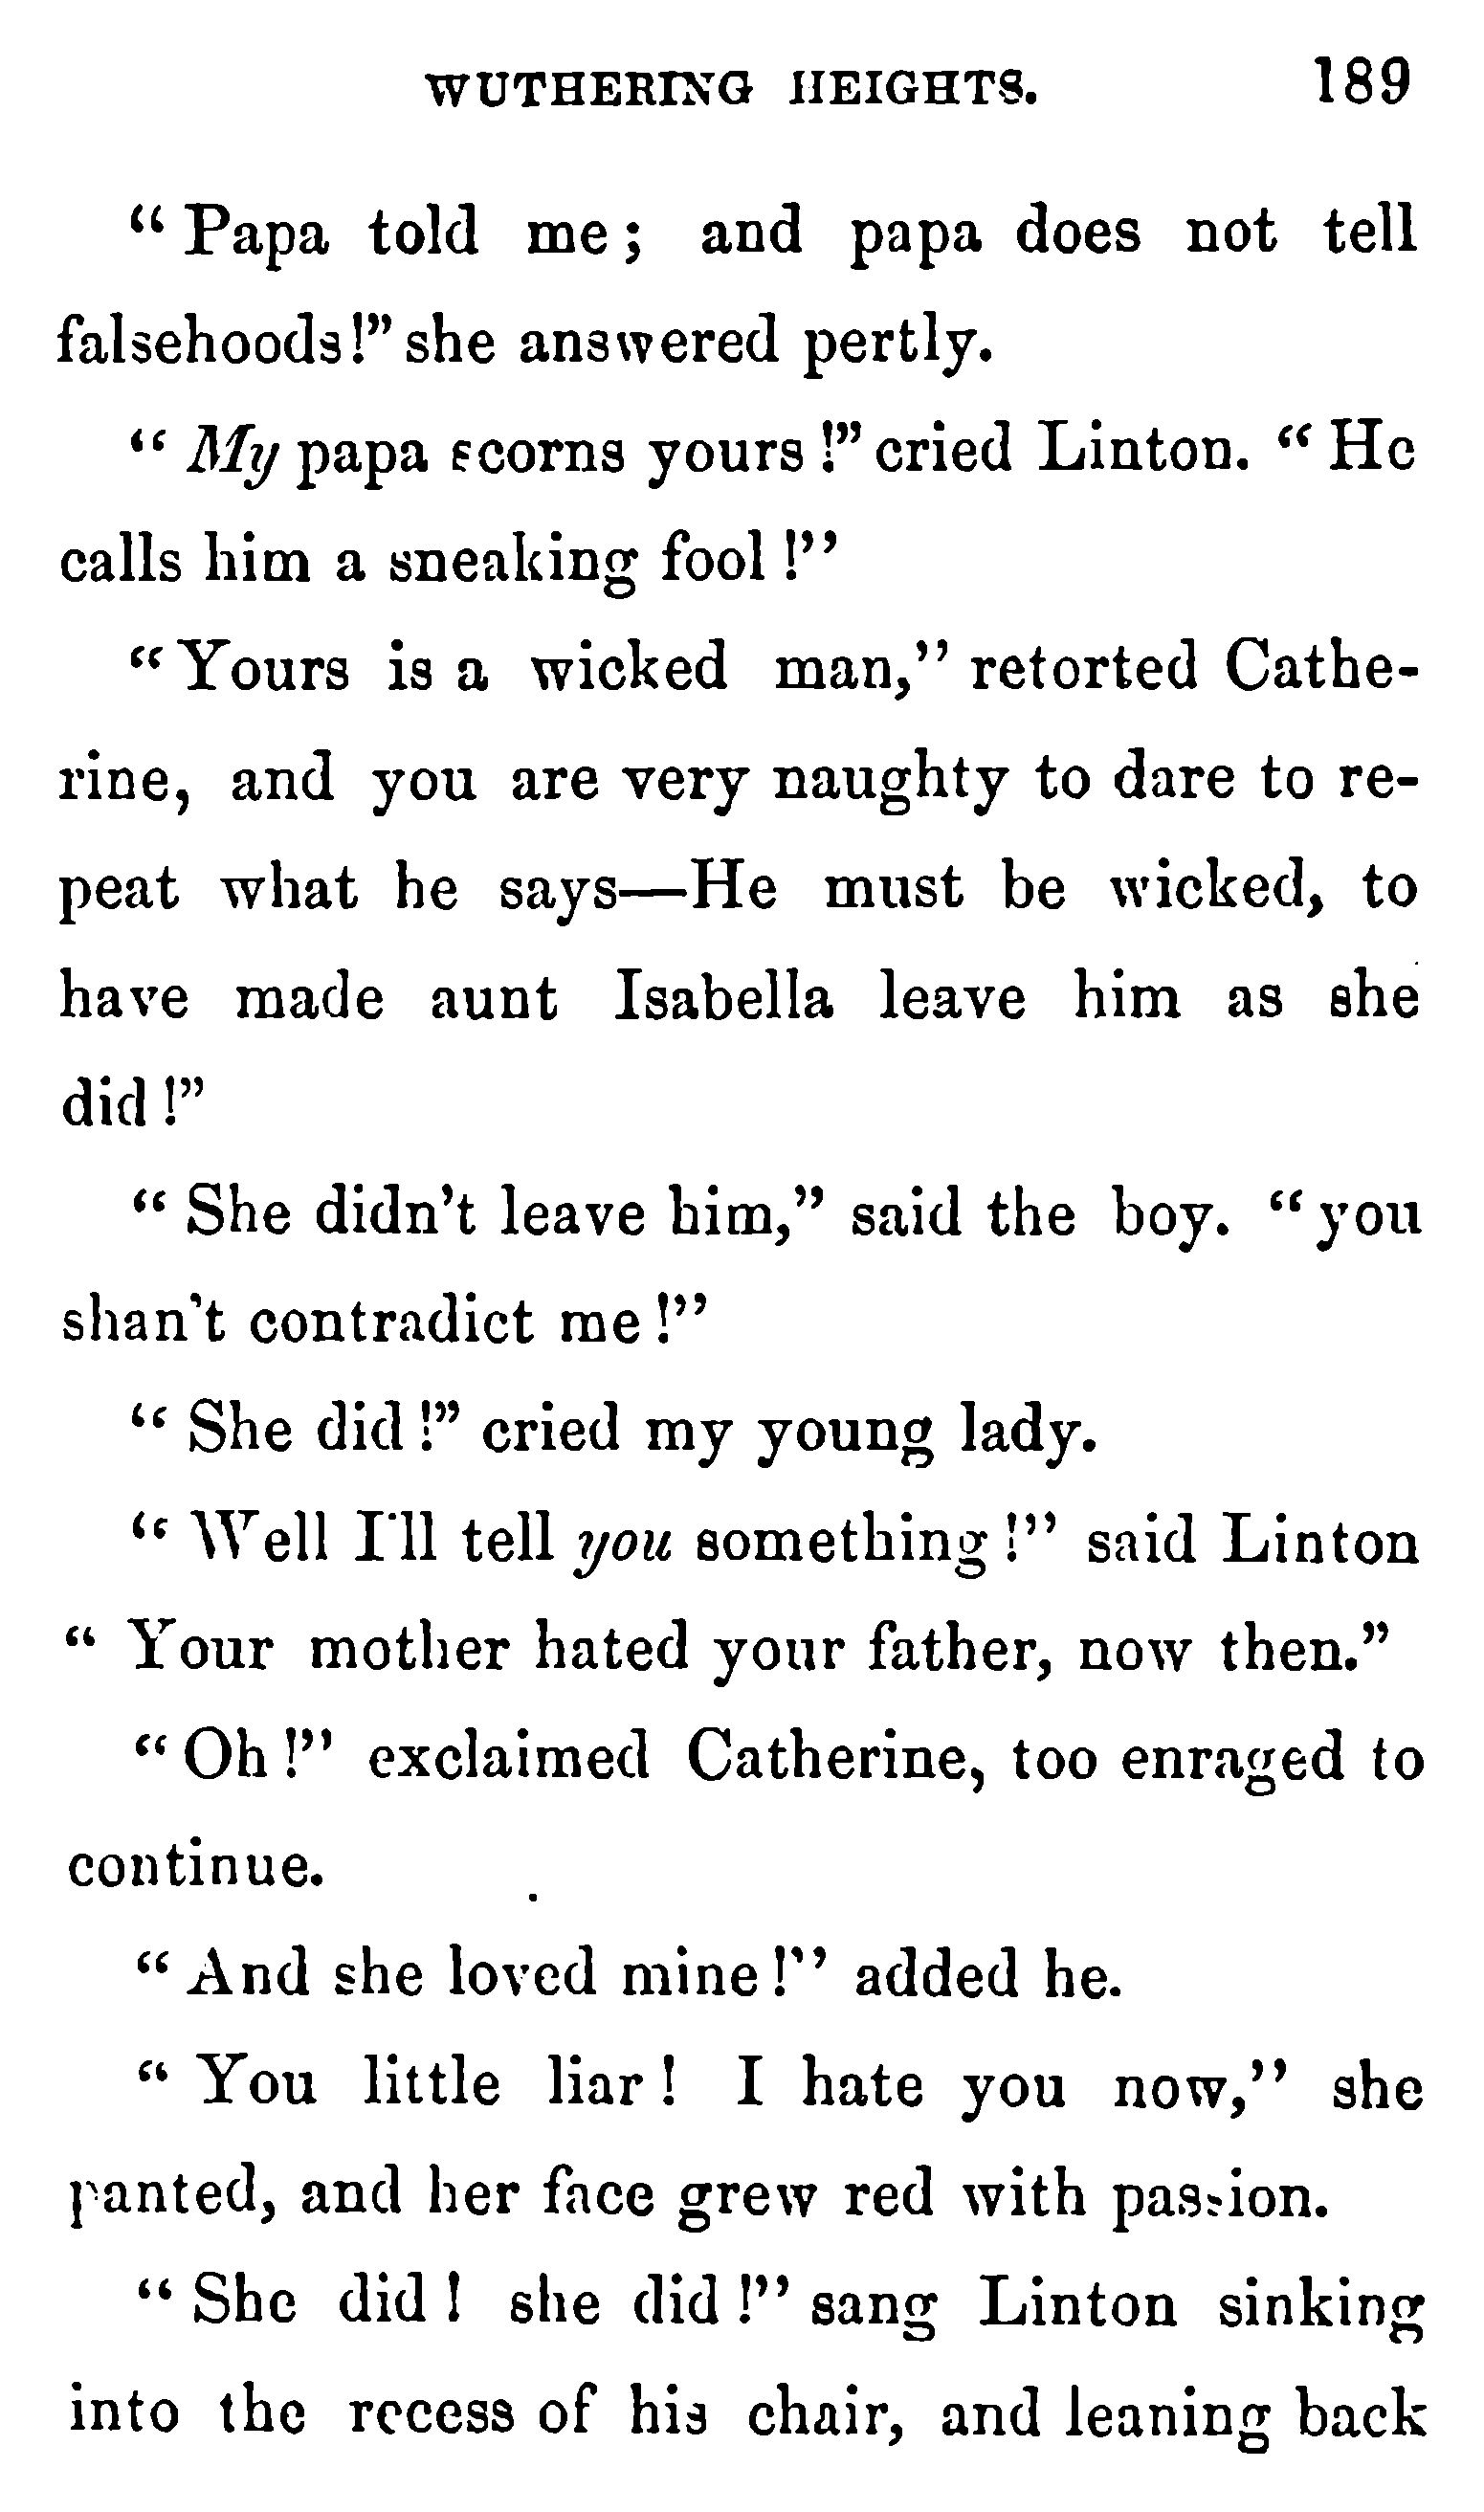 WUTHERING HEIGHTS. 189
“Papa told me; and papa does not tell
falsehoods!” she answered pertly.
“My papa scorns yours!” cried Linton. “He
calls him a sneaking fool!”
“Yours is a wicked man,” retorted Cathe-
rine, and you are very naughty to dare to re-
peat what he says—He must be wicked, to
have made aunt Isabella leave him as she
did!”
“She didn't leave him,” said the boy. “you
shan't contradict me!”
“She did!” cried my young lady.
“Well I'll tell you something!” said Linton
“Your mother hated your father, now then.”
“Oh!” exclaimed Catherine, too enraged to
continue.
“And she loved mine!” added he.
“You little liar! I hate you now,” she
panted, and her face grew red with passion.
“She did! she did!” sang Linton sinking
into the recess of his chair, and leaning back